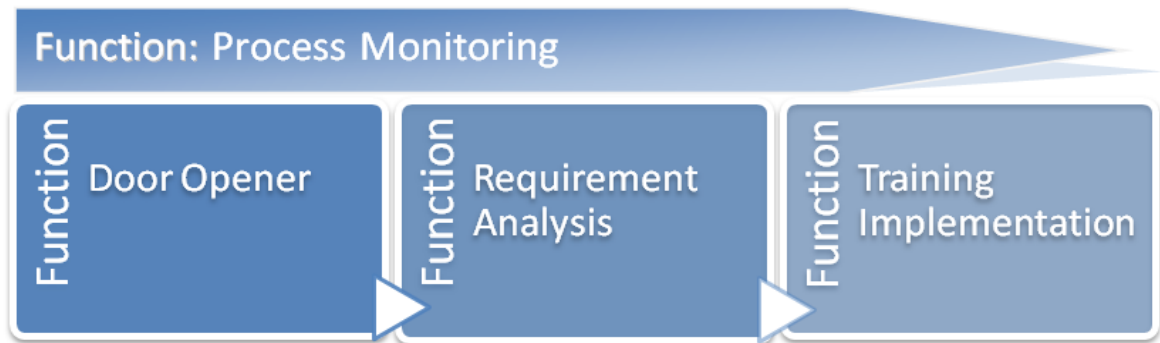 Function: Process Monitoring
Function
Door Opener
Function
Requirement
Analysis
Function
Training
Implementation